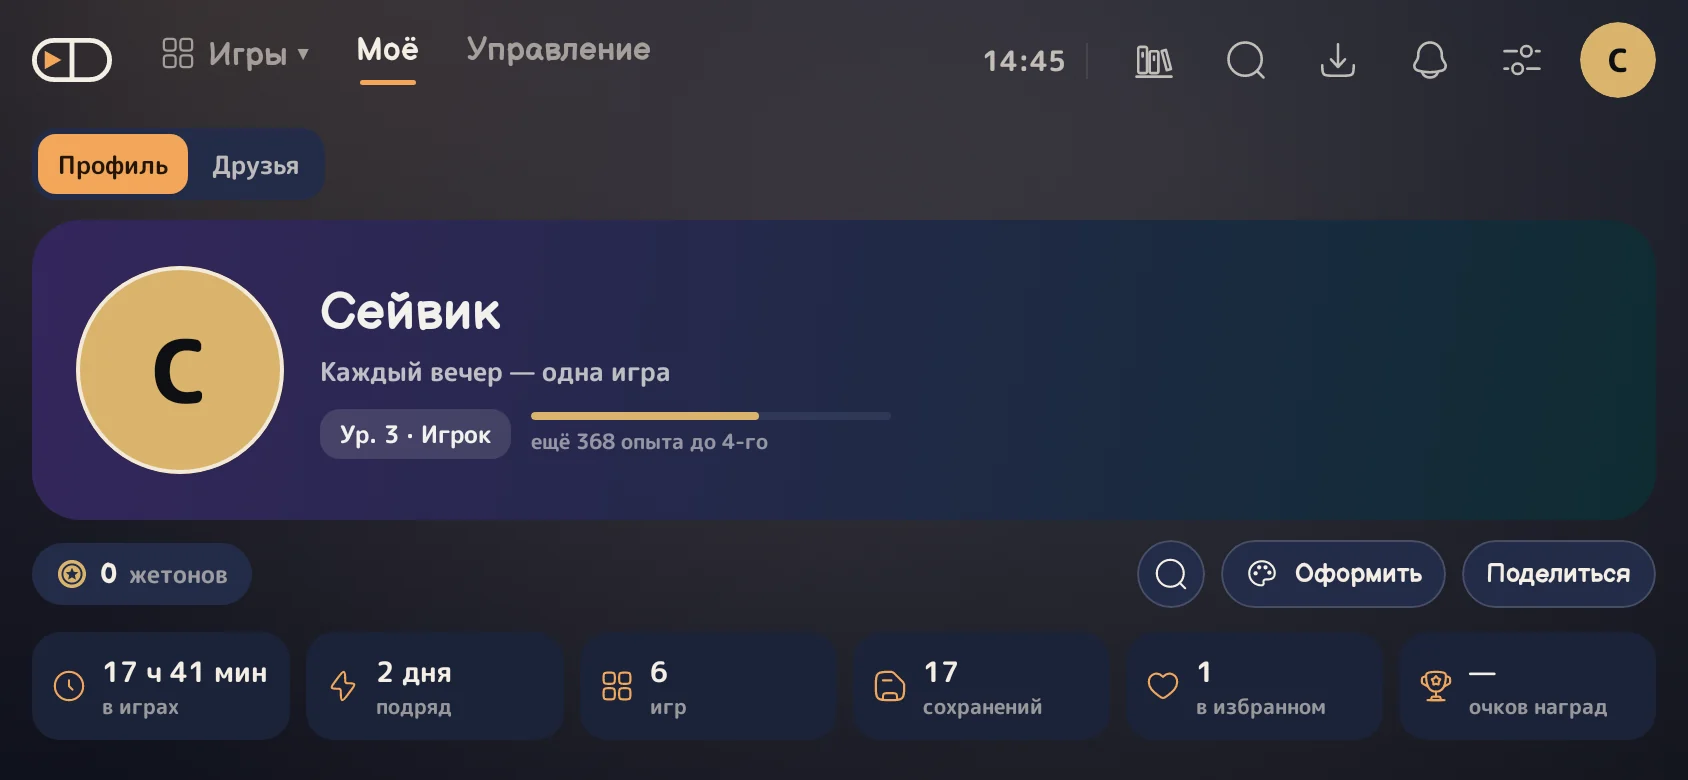 Игры ▾ Моё Управление 14:45 С
Профиль Друзья
С
Сейвик
Каждый вечер — одна игра
Ур. 3 · Игрок
ещё 368 опыта до 4-го
0 жетонов
Оформить
Поделиться
17 ч 41 мин
в играх
2 дня
подряд
6
игр
17
сохранений
1
в избранном
—
очков наград